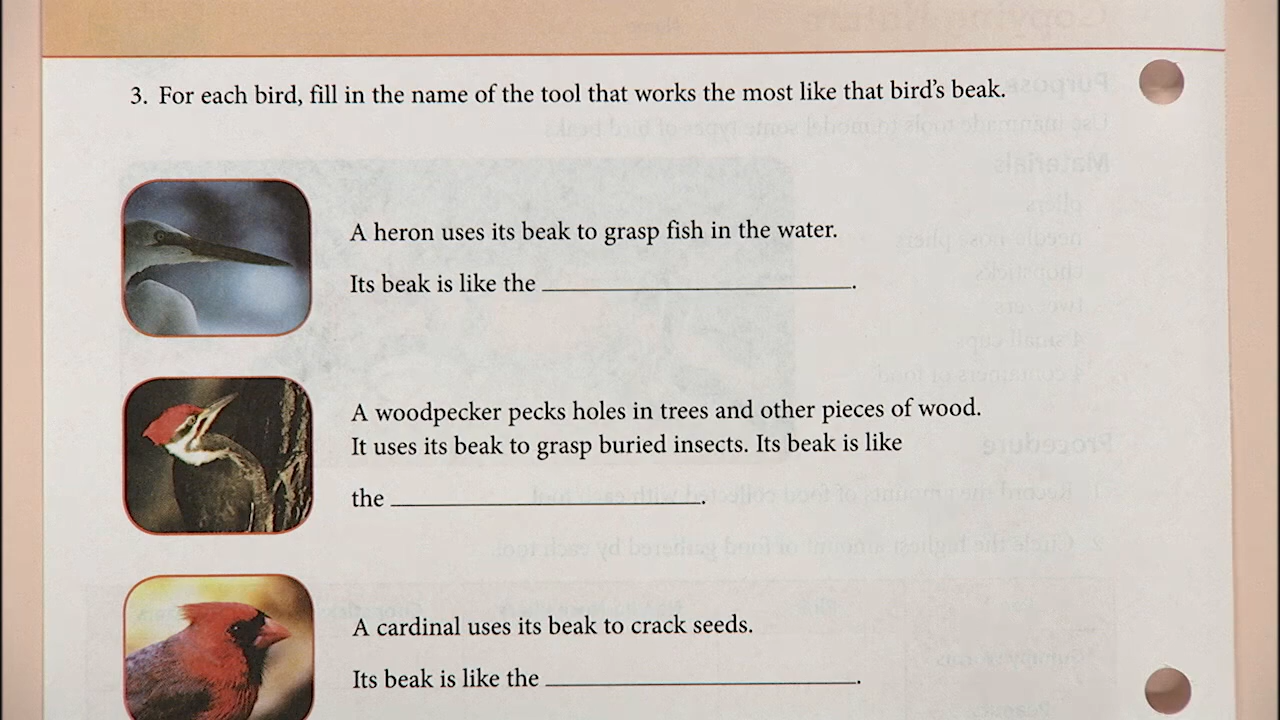 3. For each bird, fill in the name of the tool that works the most like that bird's beak.
A heron uses its beak to grasp fish in the water.
Its beak is like the ____________________.
A woodpecker pecks holes in trees and other pieces of wood.
It uses its beak to grasp buried insects. Its beak is like
the ____________________.
A cardinal uses its beak to crack seeds.
Its beak is like the ____________________.